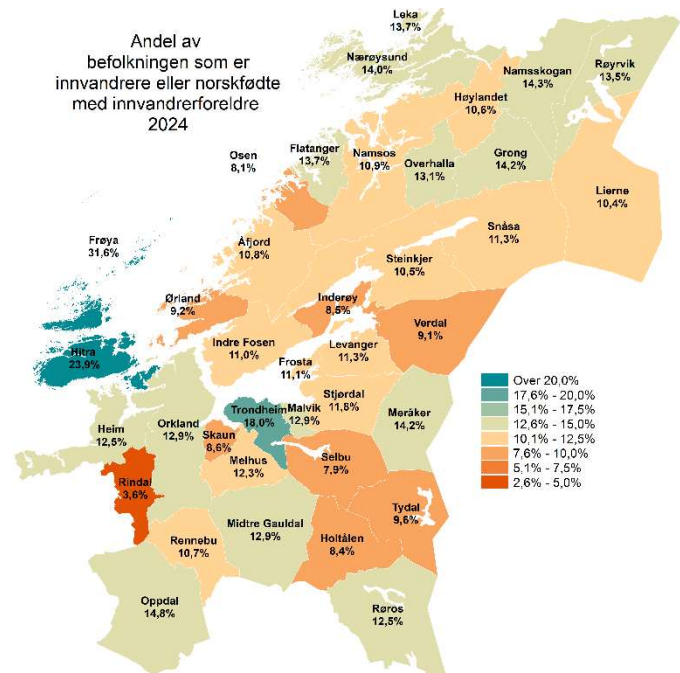 Andel av
befolkningen som er
innvandrere eller norskfødte
med innvandrerforeldre
2024
Leka
13,7%
Nærøysund
14,0%
Namsskogan
14,3%
Røyrvik
13,5%
Høylandet
10,6%
Osen
8,1%
Flatanger
13,7%
Namsos
10,9%
Overhalla
13,1%
Grong
14,2%
Lierne
10,4%
Snåsa
11,3%
Frøya
31,6%
Åfjord
10,8%
Steinkjer
10,5%
Ørland
9,2%
Inderøy
8,5%
Verdal
9,1%
Hitra
23,9%
Indre Fosen
11,0%
Levanger
11,3%
Frosta
11,1%
Stjørdal
11,8%
Trondheim
18,0%
Malvik
12,9%
Meråker
14,2%
Heim
12,5%
Orkland
12,9%
Skaun
8,6%
Melhus
12,3%
Selbu
7,9%
Rindal
3,6%
Tydal
9,6%
Rennebu
10,7%
Midtre Gauldal
12,9%
Holtålen
8,4%
Oppdal
14,8%
Røros
12,5%
Over 20,0%
17,6% - 20,0%
15,1% - 17,5%
12,6% - 15,0%
10,1% - 12,5%
7,6% - 10,0%
5,1% - 7,5%
2,6% - 5,0%